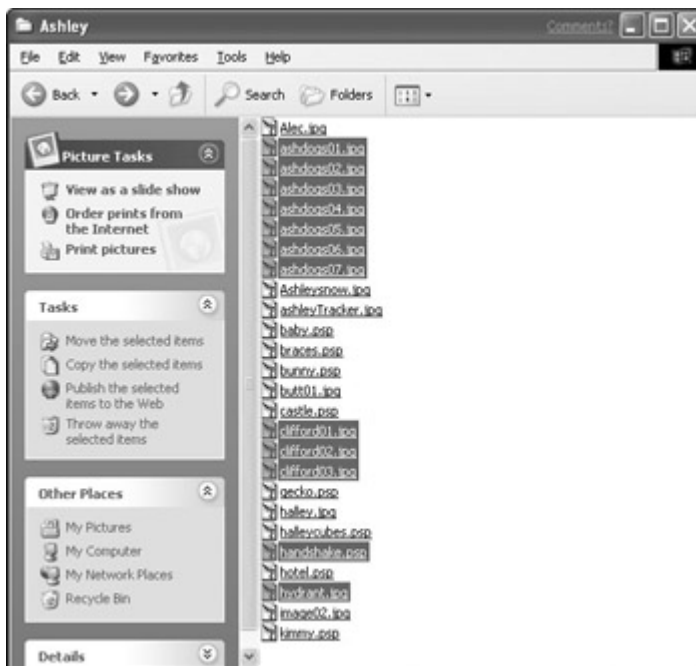 Ashley
Comments?
File Edit View Favorites Tools Help
Back Search Folders
Picture Tasks
View as a slide show
Order prints from
the Internet
Print pictures
Tasks
Move the selected items
Copy the selected items
Publish the selected
items to the Web
Throw away the
selected items
Other Places
My Pictures
My Computer
My Network Places
Recycle Bin
Details
Alec.jpg
ashdogs01.jpg
ashdogs02.jpg
ashdogs03.jpg
ashdogs04.jpg
ashdogs05.jpg
ashdogs06.jpg
ashdogs07.jpg
Ashleysnow.jpg
ashleyTracker.jpg
baby.psp
braces.psp
bunny.psp
butt01.jpg
castle.psp
clifford01.jpg
clifford02.jpg
clifford03.jpg
gecko.psp
halley.jpg
halleycubes.psp
handshake.psp
hotel.psp
hydrant.jpg
image02.jpg
kimmy.psp